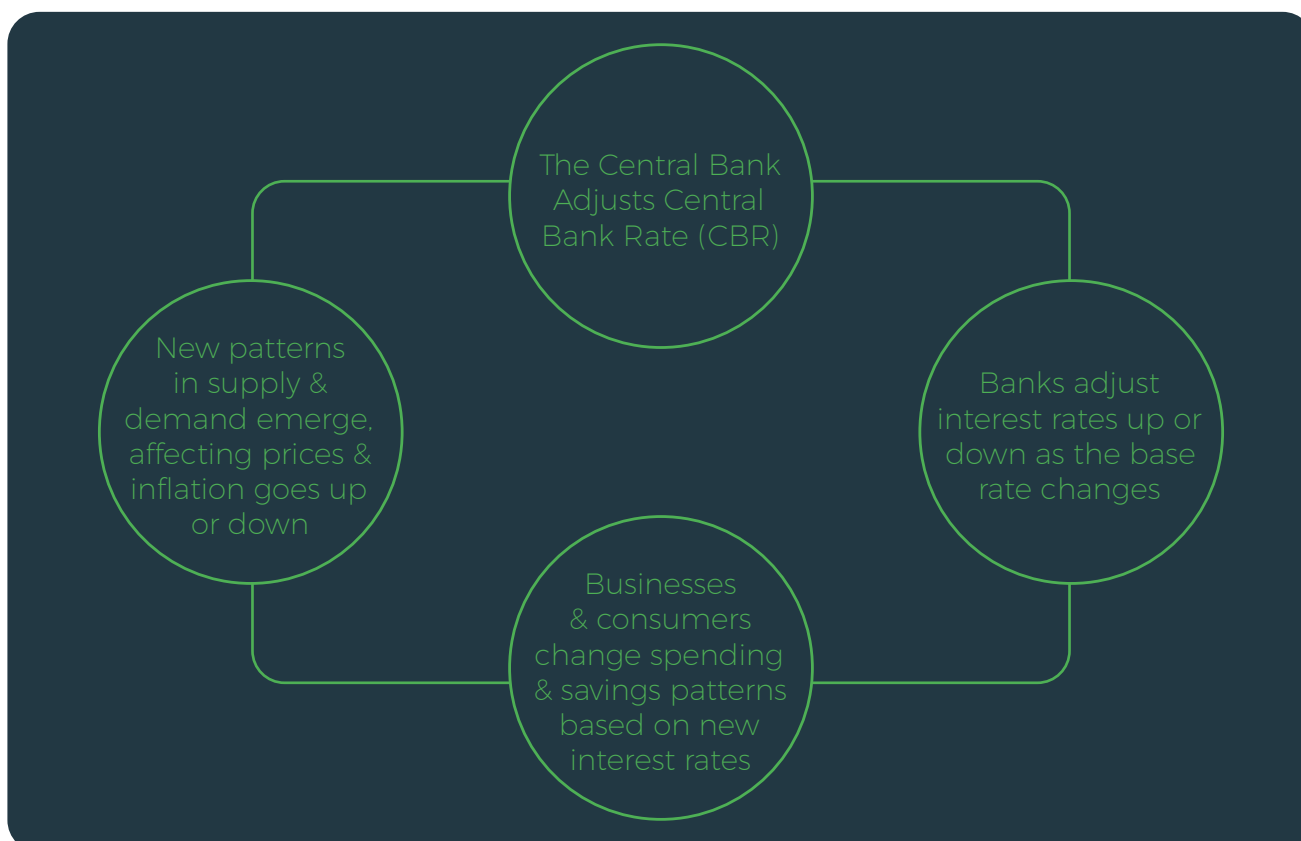 The Central Bank
Adjusts Central
Bank Rate (CBR)
Banks adjust
interest rates up or
down as the base
rate changes
Businesses
& consumers
change spending
& savings patterns
based on new
interest rates
New patterns
in supply &
demand emerge,
affecting prices &
inflation goes up
or down